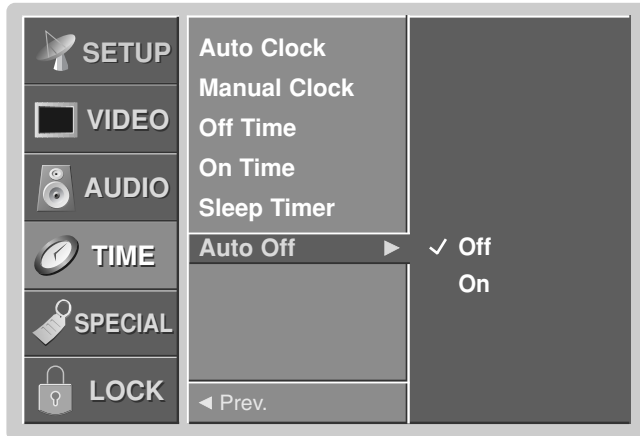 SETUP
VIDEO
AUDIO
TIME
SPECIAL
LOCK
Auto Clock
Manual Clock
Off Time
On Time
Sleep Timer
Auto Off ►
◄ Prev.
✓ Off
On